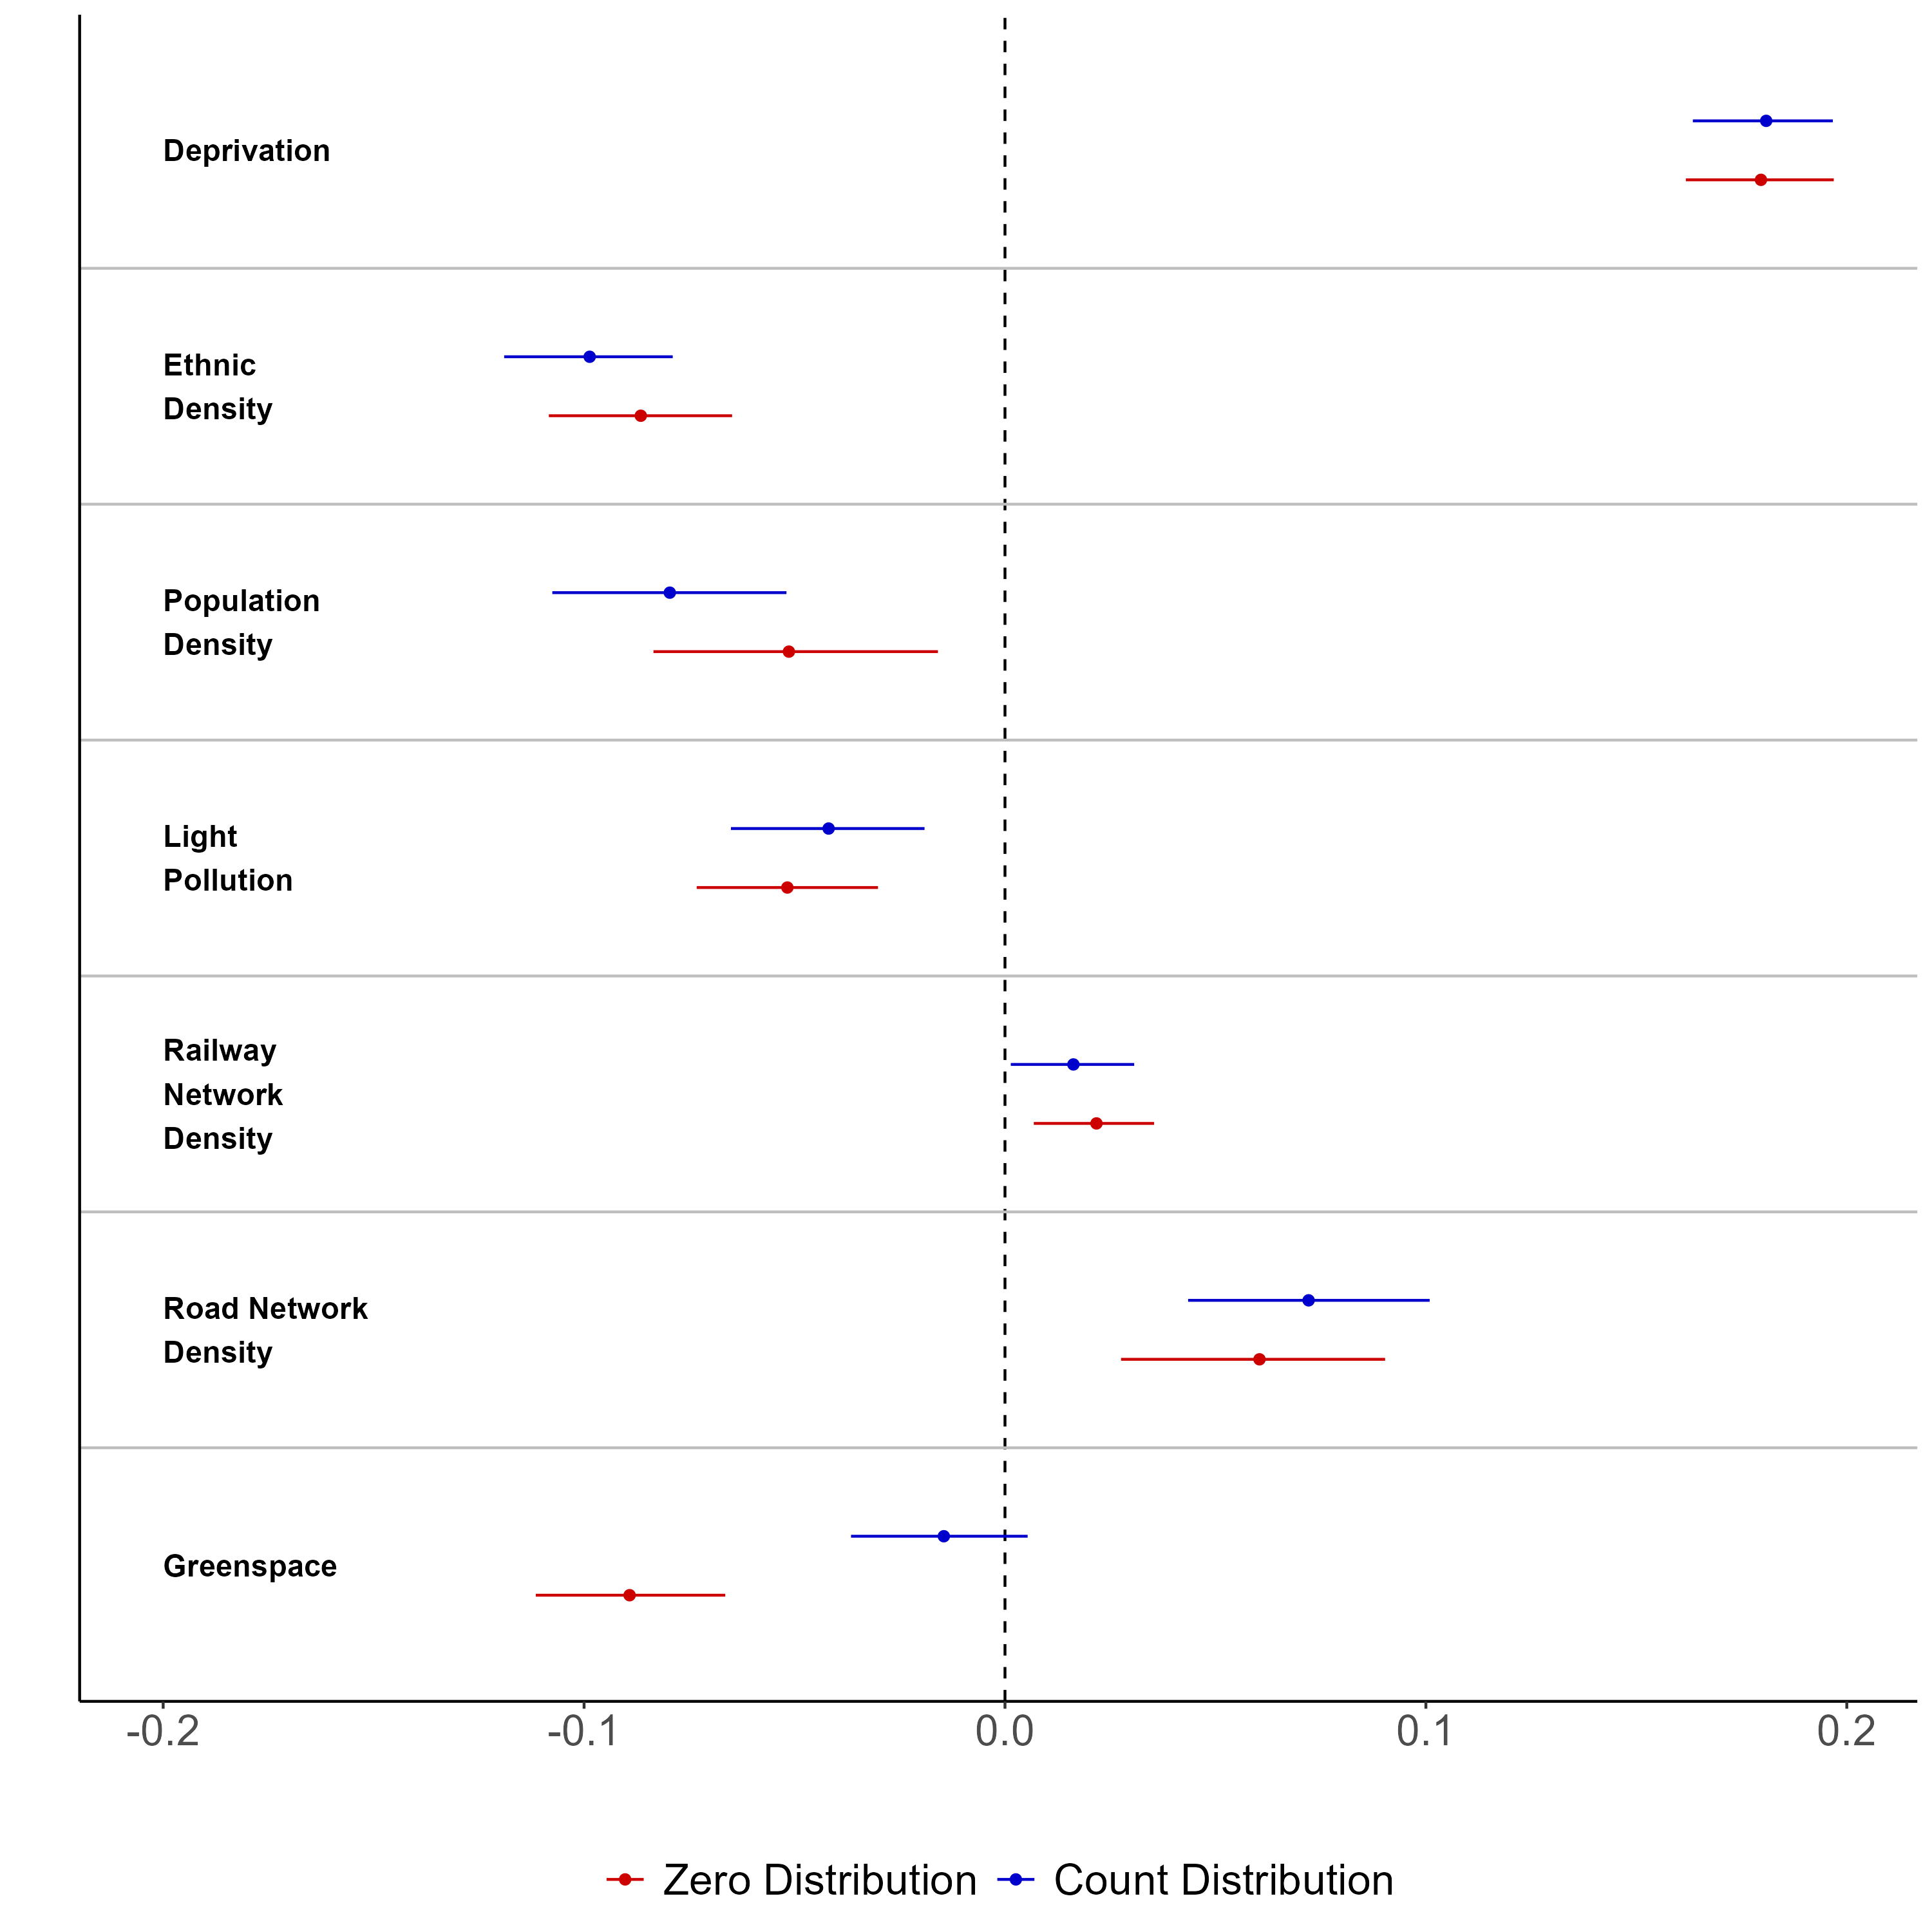 Deprivation
Ethnic
Density
Population
Density
Light
Pollution
Railway
Network
Density
Road Network
Density
Greenspace
-0.2 -0.1 0.0 0.1 0.2
Zero Distribution Count Distribution